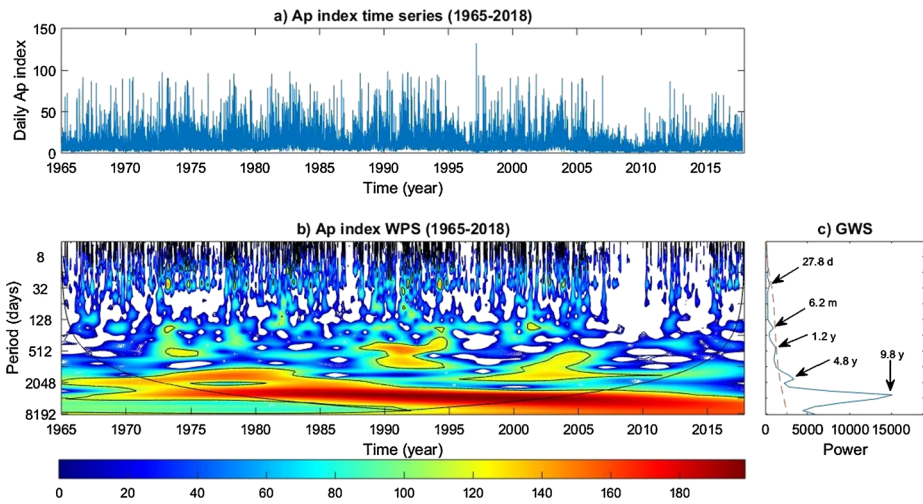 a) Ap index time series (1965-2018)
Daily Ap index
150
100
50
0
1965 1970 1975 1980 1985 1990 1995 2000 2005 2010 2015
Time (year)
b) Ap index WPS (1965-2018)
Period (days)
8
32
128
512
2048
8192
1965 1970 1975 1980 1985 1990 1995 2000 2005 2010 2015
Time (year)
c) GWS
27.8 d
6.2 m
1.2 y
4.8 y
9.8 y
0 5000 10000 15000
Power
0 20 40 60 80 100 120 140 160 180